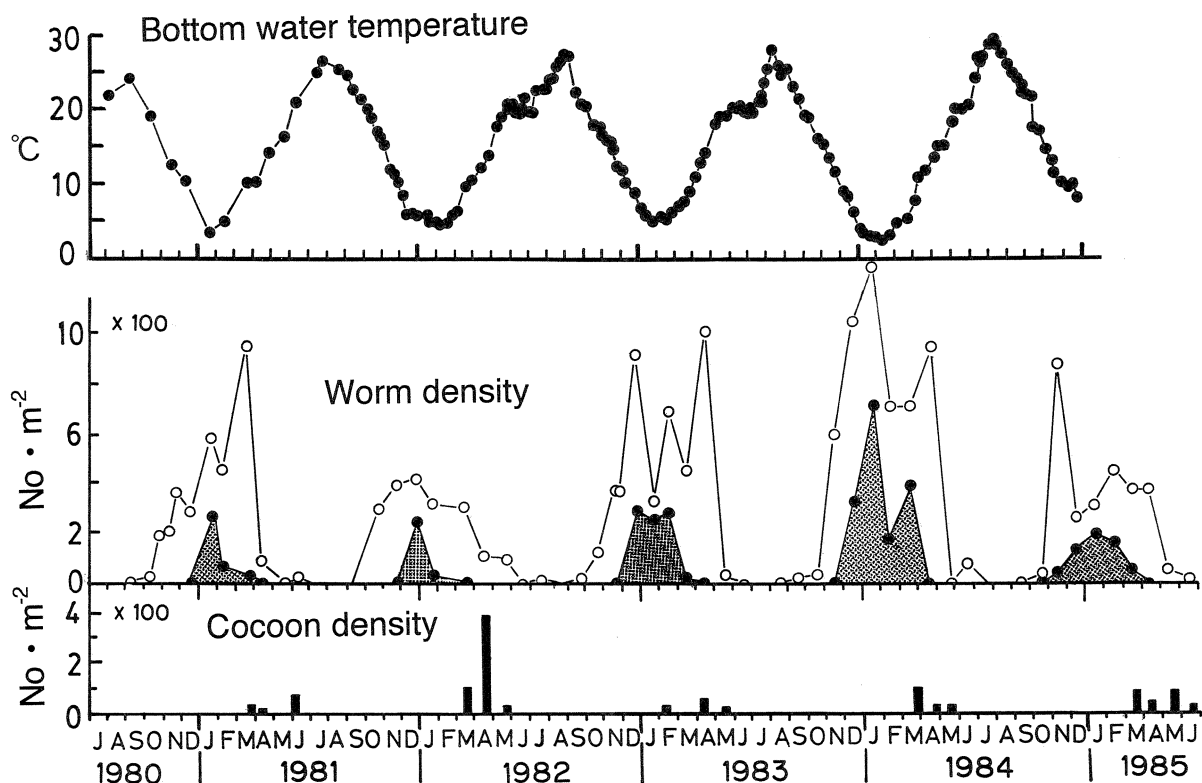 Bottom water temperature
30
20
°C
10
0
x 100
10
Worm density
No • m-2
6
2
0
4
x 100
Cocoon density
No • m-2
2
0
J A S O N D J F M A M J J A S O N D J F M A M J J A S O N D J F M A M J J A S O N D J F M A M J J A S O N D J F M A M J
1980 1981 1982 1983 1984 1985